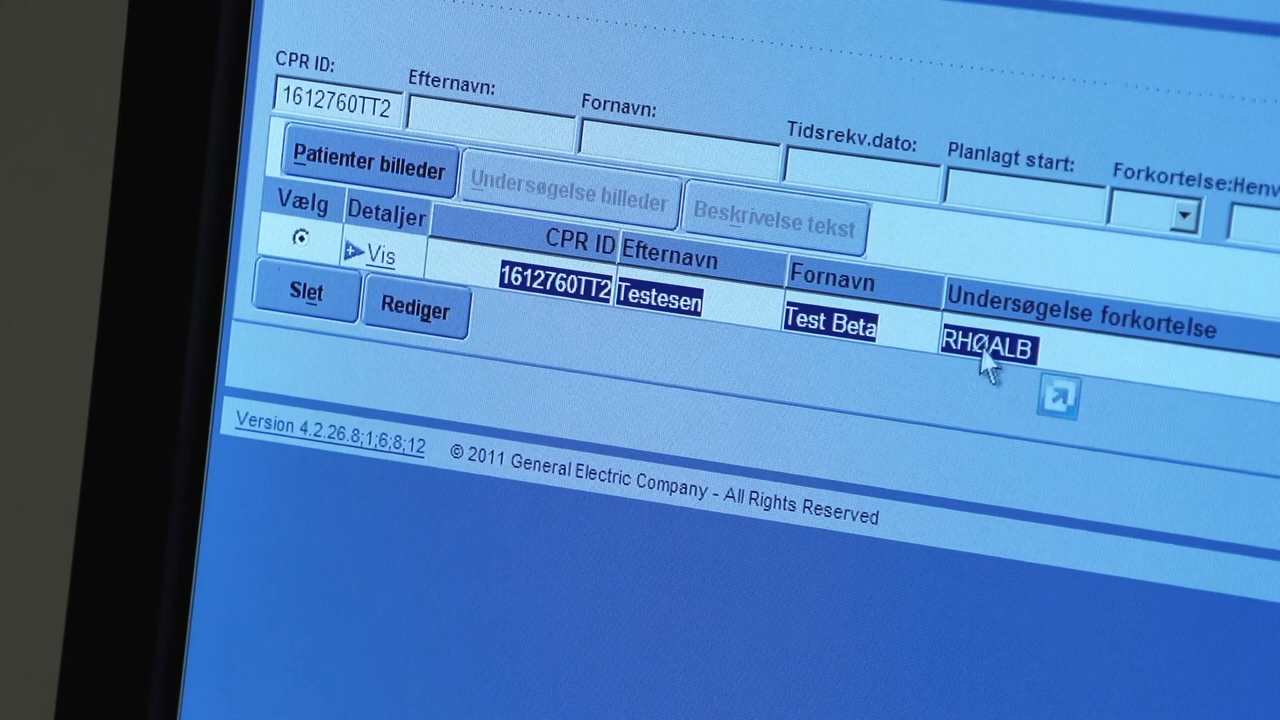 CPR ID: Efternavn: Fornavn: Tidsrekv.dato: Planlagt start: Forkortelse:
1612760TT2
Patienter billeder Undersøgelse billeder Beskrivelse tekst
Vælg Detaljer CPR ID Efternavn Fornavn Undersøgelse forkortelse
Vis 1612760TT2 Testesen Test Beta RHØALB
Slet Rediger
Version 4.2.26.8;1;6;8;12 © 2011 General Electric Company - All Rights Reserved